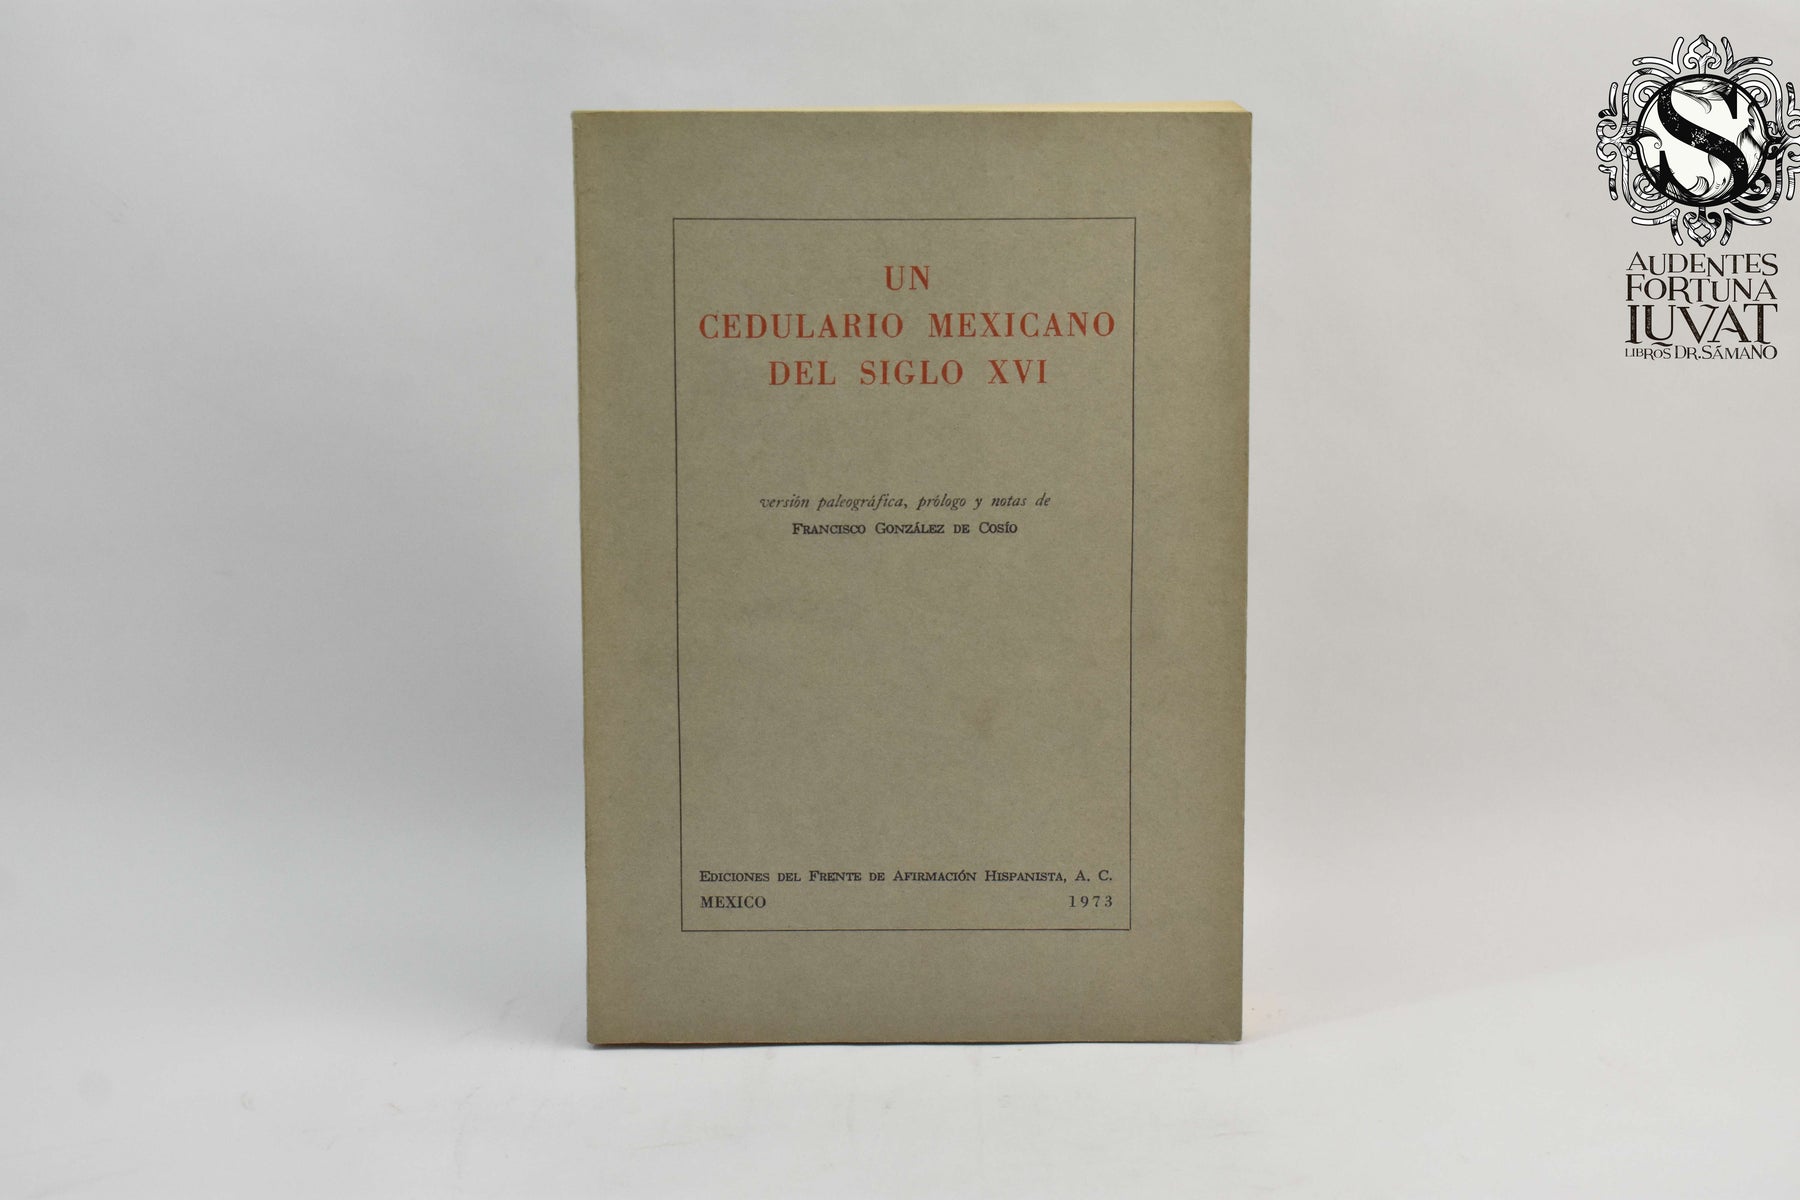 UN
CEDULARIO MEXICANO
DEL SIGLO XVI
versión paleográfica, prólogo y notas de
FRANCISCO GONZÁLEZ DE COSÍO
EDICIONES DEL FRENTE DE AFIRMACIÓN HISPANISTA, A. C.
MEXICO 1973
S
AUDENTES
FORTUNA
IUVAT
LIBROS DR. SÁMANO